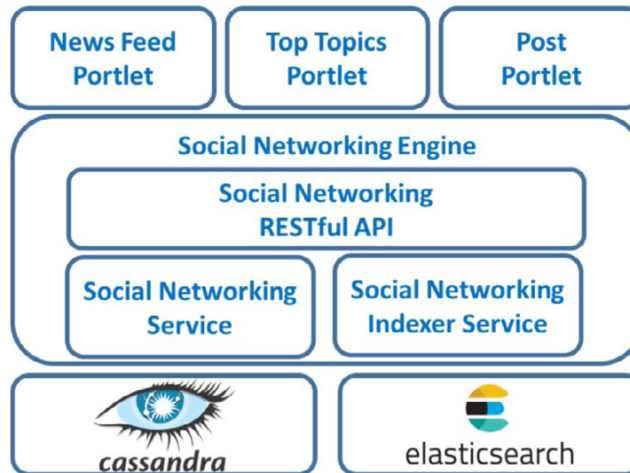 News Feed
Portlet
Top Topics
Portlet
Post
Portlet
Social Networking Engine
Social Networking
RESTful API
Social Networking
Service
Social Networking
Indexer Service
cassandra
elasticsearch